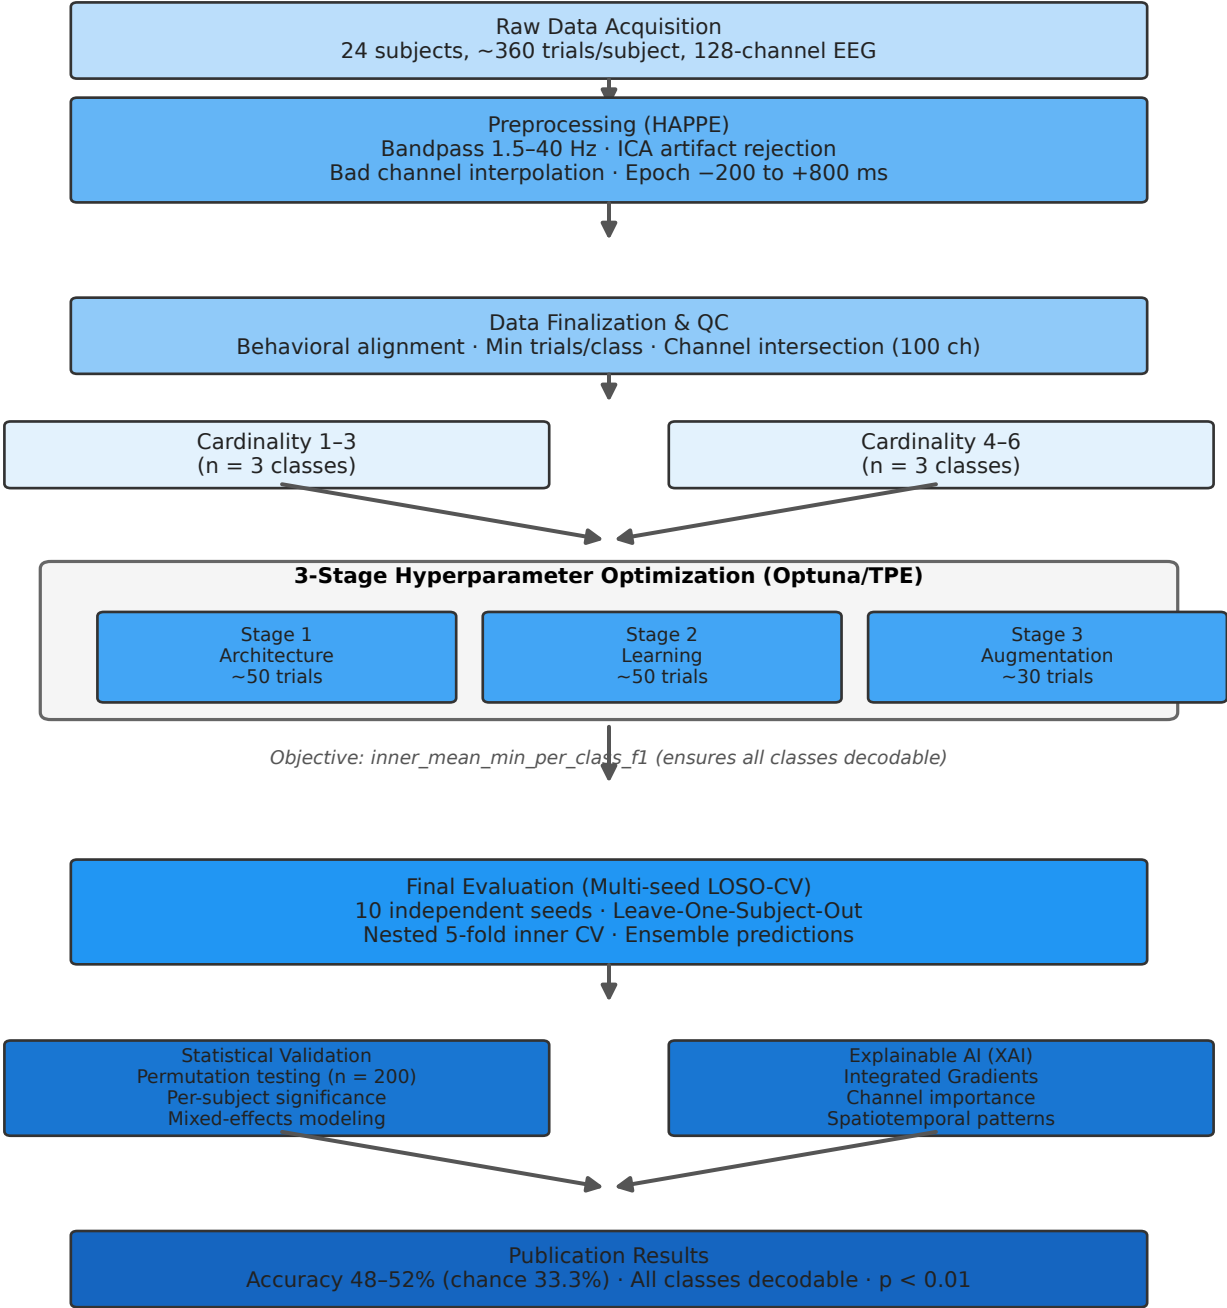 Raw Data Acquisition
24 subjects, ~360 trials/subject, 128-channel EEG
Preprocessing (HAPPE)
Bandpass 1.5–40 Hz · ICA artifact rejection
Bad channel interpolation · Epoch −200 to +800 ms
Data Finalization & QC
Behavioral alignment · Min trials/class · Channel intersection (100 ch)
Cardinality 1–3
(n = 3 classes)
Cardinality 4–6
(n = 3 classes)
3-Stage Hyperparameter Optimization (Optuna/TPE)
Stage 1
Architecture
~50 trials
Stage 2
Learning
~50 trials
Stage 3
Augmentation
~30 trials
Objective: inner_mean_min_per_class_f1 (ensures all classes decodable)
Final Evaluation (Multi-seed LOSO-CV)
10 independent seeds · Leave-One-Subject-Out
Nested 5-fold inner CV · Ensemble predictions
Statistical Validation
Permutation testing (n = 200)
Per-subject significance
Mixed-effects modeling
Explainable AI (XAI)
Integrated Gradients
Channel importance
Spatiotemporal patterns
Publication Results
Accuracy 48–52% (chance 33.3%) · All classes decodable · p < 0.01